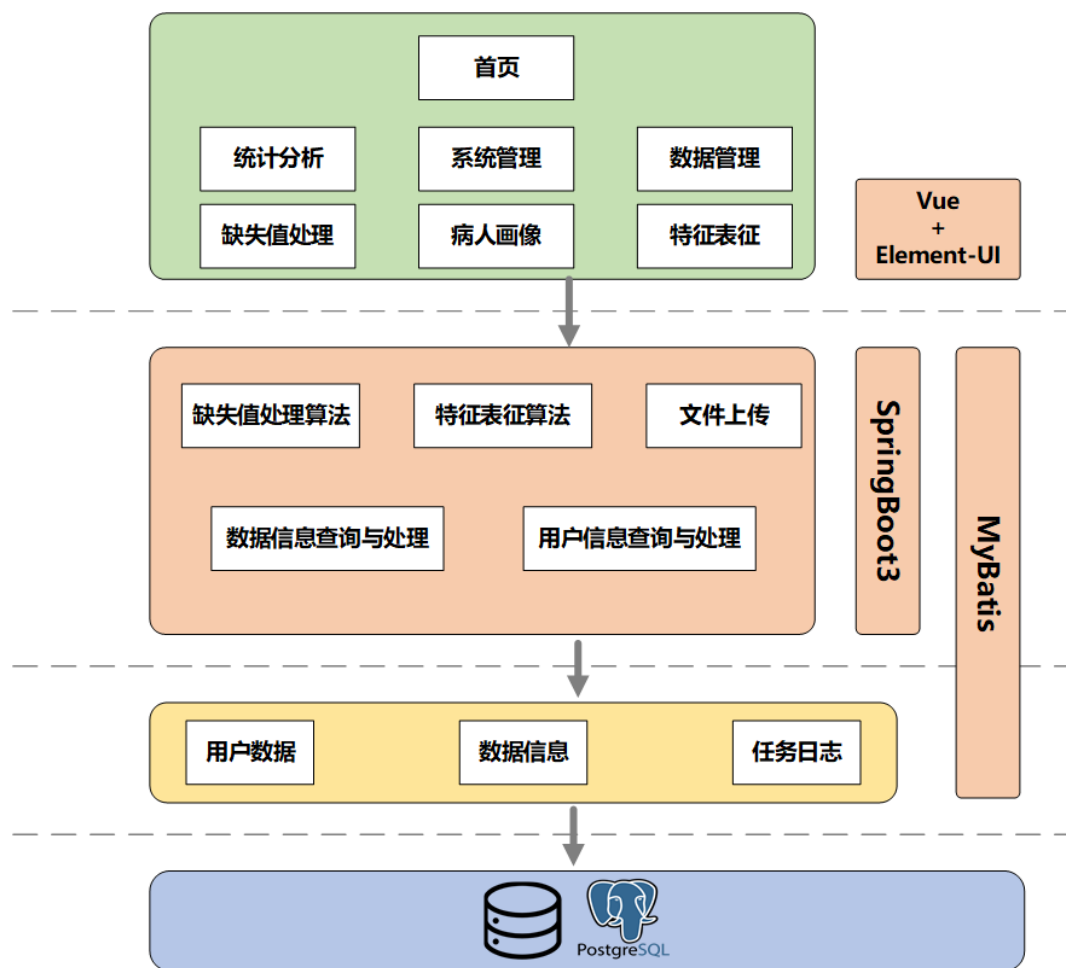 首页
统计分析
系统管理
数据管理
缺失值处理
病人画像
特征表征
Vue
+
Element-UI
缺失值处理算法
特征表征算法
文件上传
数据信息查询与处理
用户信息查询与处理
SpringBoot3
MyBatis
用户数据
数据信息
任务日志
PostgreSQL